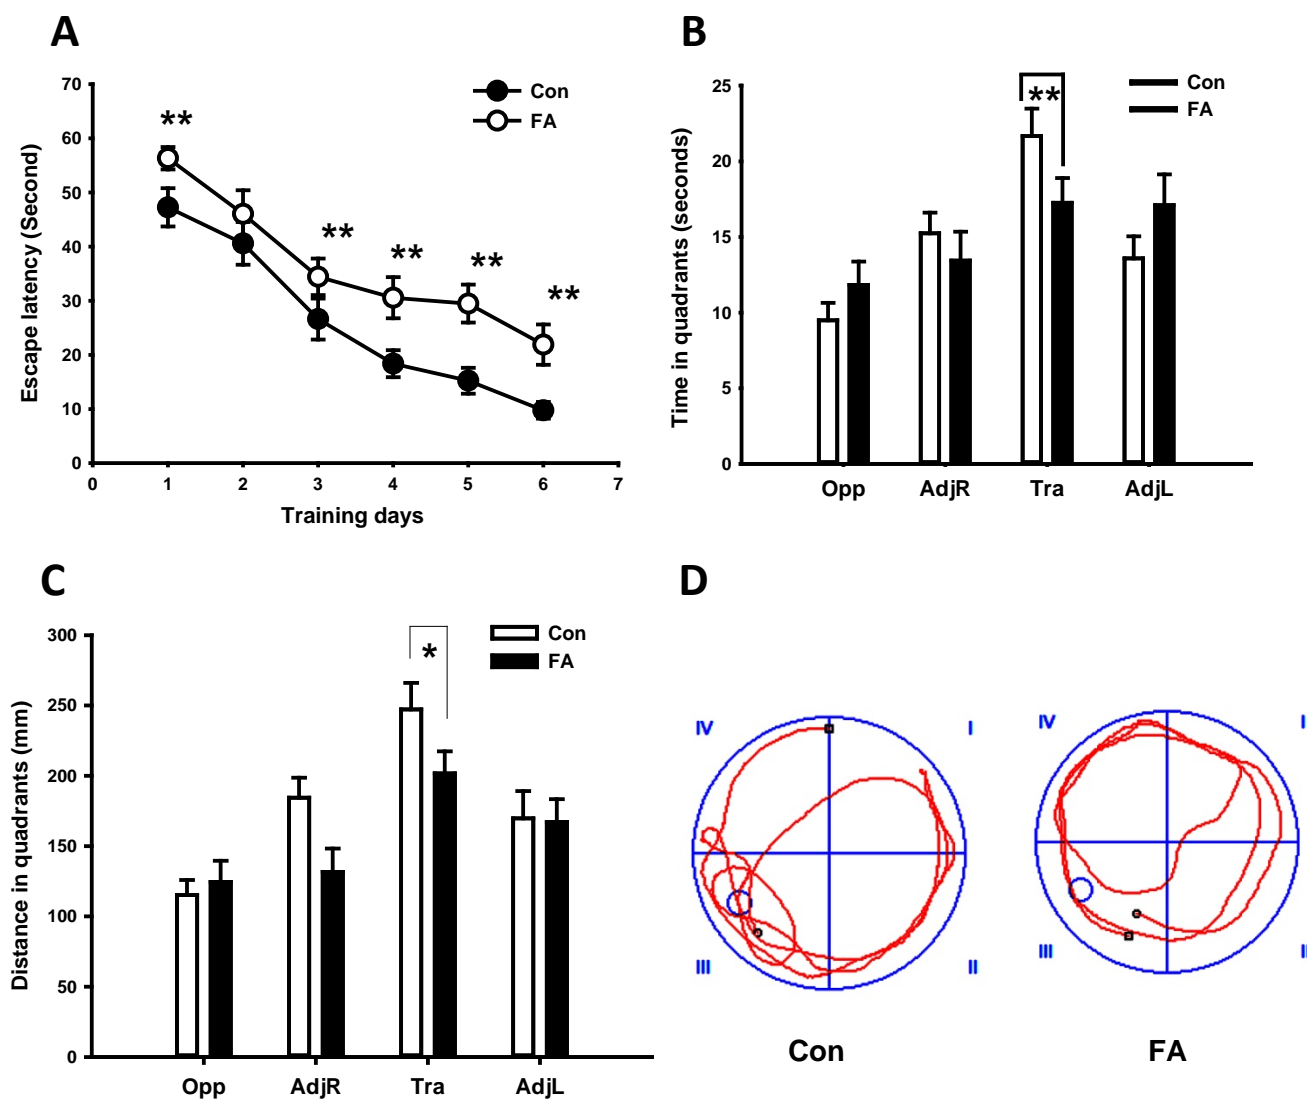 A
70
60
50
40
30
20
10
0
0 1 2 3 4 5 6 7
Escape latency (Second)
Training days
Con
FA
**
**
**
**
**
B
25
20
15
10
5
0
Time in quadrants (seconds)
Opp AdjR Tra AdjL
Con
FA
**
C
300
250
200
150
100
50
0
Distance in quadrants (mm)
Opp AdjR Tra AdjL
Con
FA
*
D
IV I
III II
Con
IV I
III II
FA